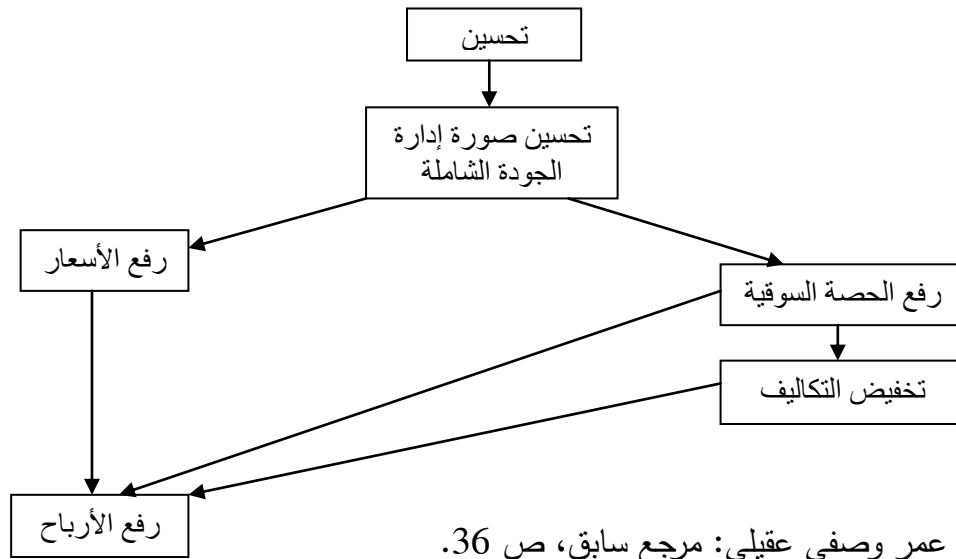 تحسين
تحسين صورة إدارة
الجودة الشاملة
رفع الأسعار
رفع الحصة السوقية
تخفيض التكاليف
رفع الأرباح
عمر وصفي عقيلي: مرجع سابق، ص 36.